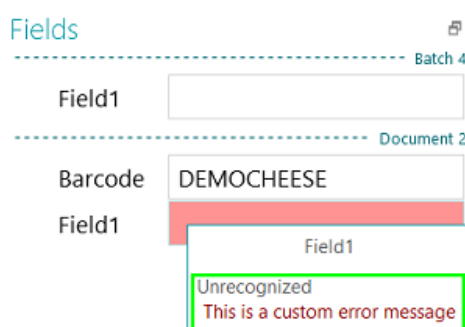 Fields
Batch 4
Field1
Document 2
Barcode DEMOCHEESE
Field1
Field1
Unrecognized
This is a custom error message